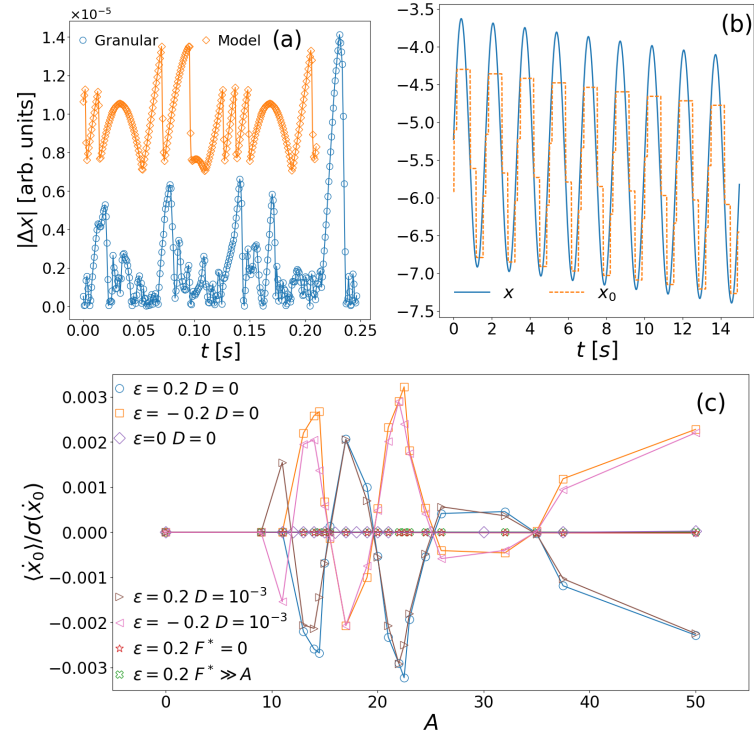 ×10⁻⁵
1.4
1.2
1.0
0.8
0.6
0.4
0.2
0.0
|Δx| [arb. units]
Granular
Model
(a)
0.00 0.05 0.10 0.15 0.20 0.25
t [s]
−3.5
−4.0
−4.5
−5.0
−5.5
−6.0
−6.5
−7.0
−7.5
(b)
x
x₀
0 2 4 6 8 10 12 14
t [s]
0.003
0.002
0.001
0.000
−0.001
−0.002
−0.003
⟨ẋ₀⟩/σ(ẋ₀)
(c)
ε = 0.2 D = 0
ε = −0.2 D = 0
ε=0 D = 0
ε = 0.2 D = 10⁻³
ε = −0.2 D = 10⁻³
ε = 0.2 F* = 0
ε = 0.2 F* ≫ A
0 10 20 30 40 50
A